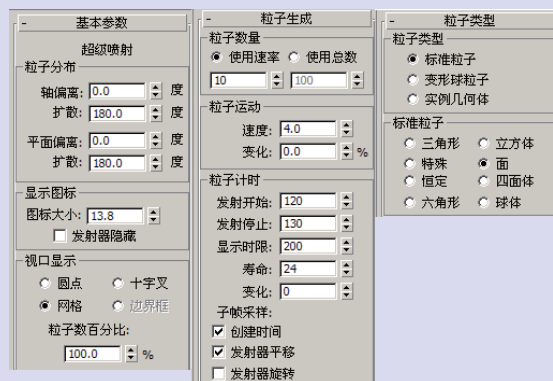 - 基本参数
超级喷射
粒子分布
轴偏离: 0.0 度
扩散: 180.0 度
平面偏离: 0.0 度
扩散: 180.0 度
显示图标
图标大小: 13.8
发射器隐藏
视口显示
圆点 十字叉
网格 边界框
粒子数百分比:
100.0 %
- 粒子生成
粒子数量
使用速率 使用总数
10 100
粒子运动
速度: 4.0
变化: 0.0 %
粒子计时
发射开始: 120
发射停止: 130
显示时限: 200
寿命: 24
变化: 0
子帧采样:
创建时间
发射器平移
发射器旋转
- 粒子类型
粒子类型
标准粒子
变形球粒子
实例几何体
标准粒子
三角形 立方体
特殊 面
恒定 四面体
六角形 球体